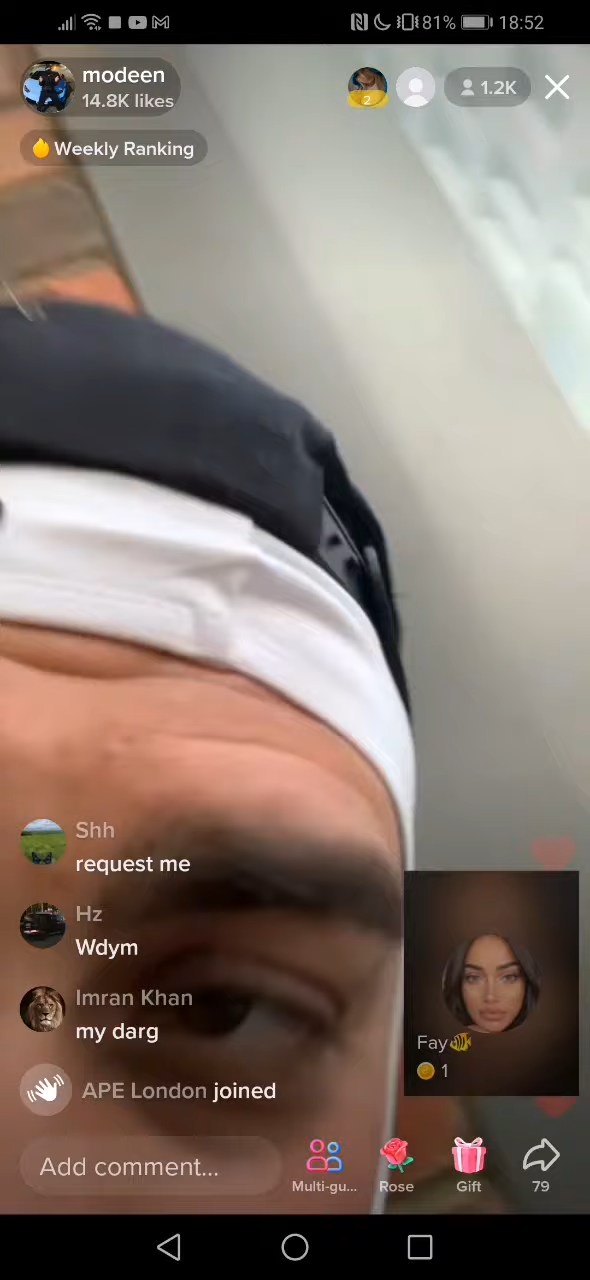 81% 18:52
modeen
14.8K likes
2
1.2K
Weekly Ranking
Shh
request me
Hz
Wdym
Imran Khan
my darg
APE London joined
Fay
1
Add comment...
Multi-gu...
Rose
Gift
79